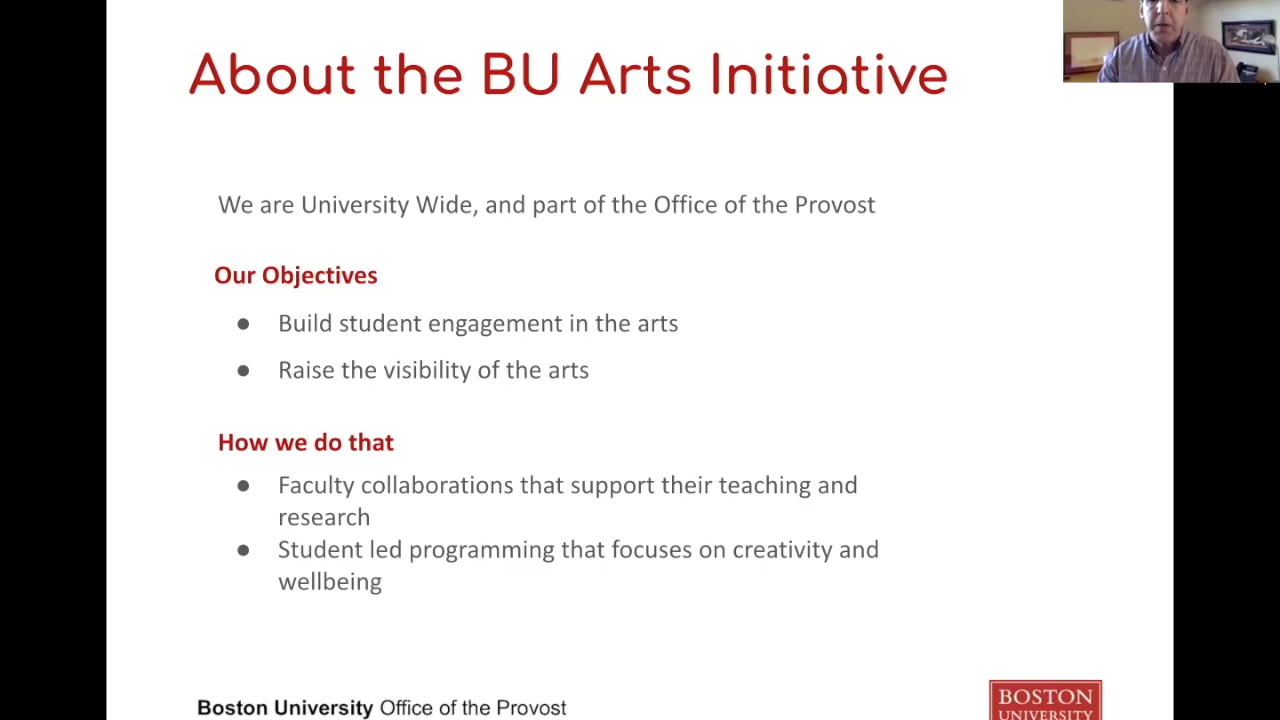 About the BU Arts Initiative
We are University Wide, and part of the Office of the Provost
Our Objectives
● Build student engagement in the arts
● Raise the visibility of the arts
How we do that
● Faculty collaborations that support their teaching and
research
● Student led programming that focuses on creativity and
wellbeing
Boston University Office of the Provost
BOSTON
UNIVERSITY